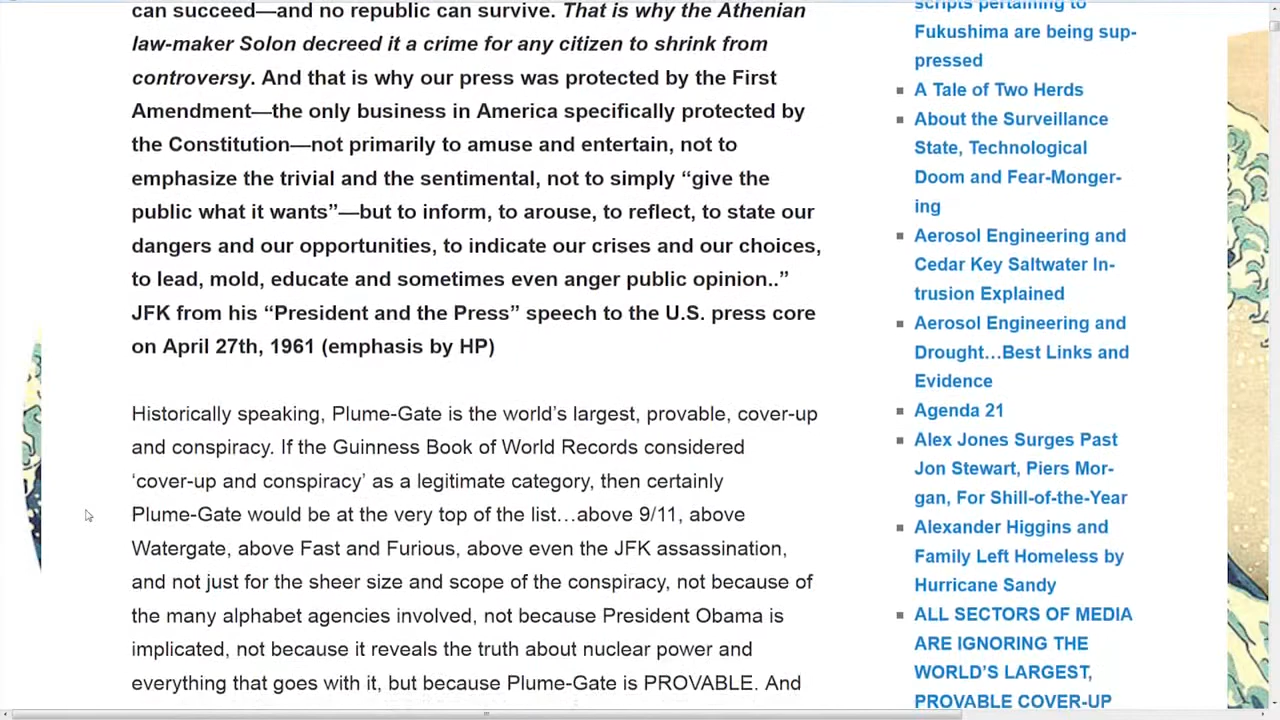 can succeed—and no republic can survive. That is why the Athenian
law-maker Solon decreed it a crime for any citizen to shrink from
controversy. And that is why our press was protected by the First
Amendment—the only business in America specifically protected by
the Constitution—not primarily to amuse and entertain, not to
emphasize the trivial and the sentimental, not to simply “give the
public what it wants”—but to inform, to arouse, to reflect, to state our
dangers and our opportunities, to indicate our crises and our choices,
to lead, mold, educate and sometimes even anger public opinion..”
JFK from his “President and the Press” speech to the U.S. press core
on April 27th, 1961 (emphasis by HP)
Historically speaking, Plume-Gate is the world’s largest, provable, cover-up
and conspiracy. If the Guinness Book of World Records considered
‘cover-up and conspiracy’ as a legitimate category, then certainly
Plume-Gate would be at the very top of the list…above 9/11, above
Watergate, above Fast and Furious, above even the JFK assassination,
and not just for the sheer size and scope of the conspiracy, not because of
the many alphabet agencies involved, not because President Obama is
implicated, not because it reveals the truth about nuclear power and
everything that goes with it, but because Plume-Gate is PROVABLE. And
scripts pertaining to
Fukushima are being sup-
pressed
A Tale of Two Herds
About the Surveillance
State, Technological
Doom and Fear-Monger-
ing
Aerosol Engineering and
Cedar Key Saltwater In-
trusion Explained
Aerosol Engineering and
Drought…Best Links and
Evidence
Agenda 21
Alex Jones Surges Past
Jon Stewart, Piers Mor-
gan, For Shill-of-the-Year
Alexander Higgins and
Family Left Homeless by
Hurricane Sandy
ALL SECTORS OF MEDIA
ARE IGNORING THE
WORLD’S LARGEST,
PROVABLE COVER-UP